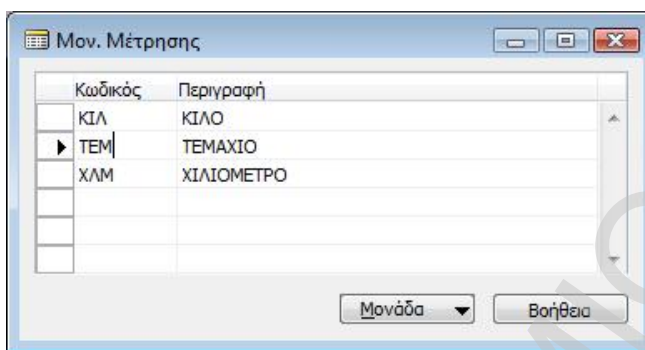 Μον. Μέτρησης
Κωδικός Περιγραφή
ΚΙΛ ΚΙΛΟ
ΤΕΜ ΤΕΜΑΧΙΟ
ΧΛΜ ΧΙΛΙΟΜΕΤΡΟ
Μονάδα Βοήθεια